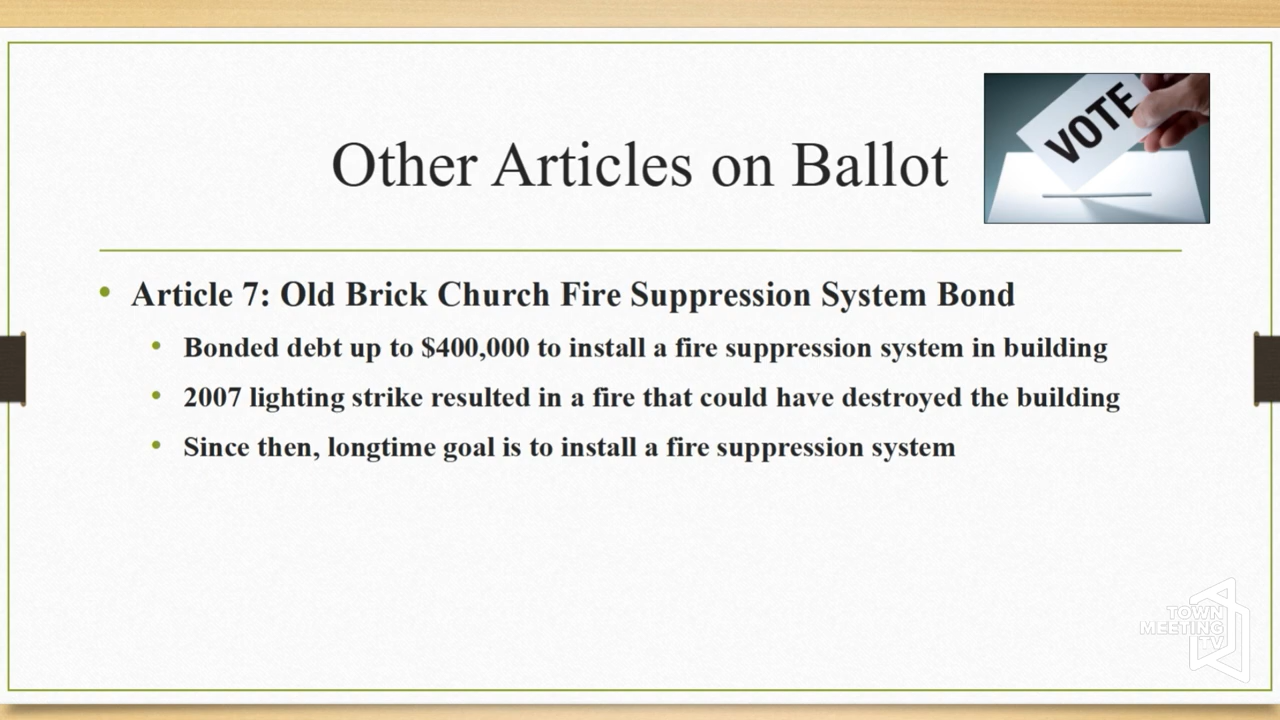 Other Articles on Ballot
VOTE
• Article 7: Old Brick Church Fire Suppression System Bond
• Bonded debt up to $400,000 to install a fire suppression system in building
• 2007 lighting strike resulted in a fire that could have destroyed the building
• Since then, longtime goal is to install a fire suppression system
TOWN
MEETING
TV